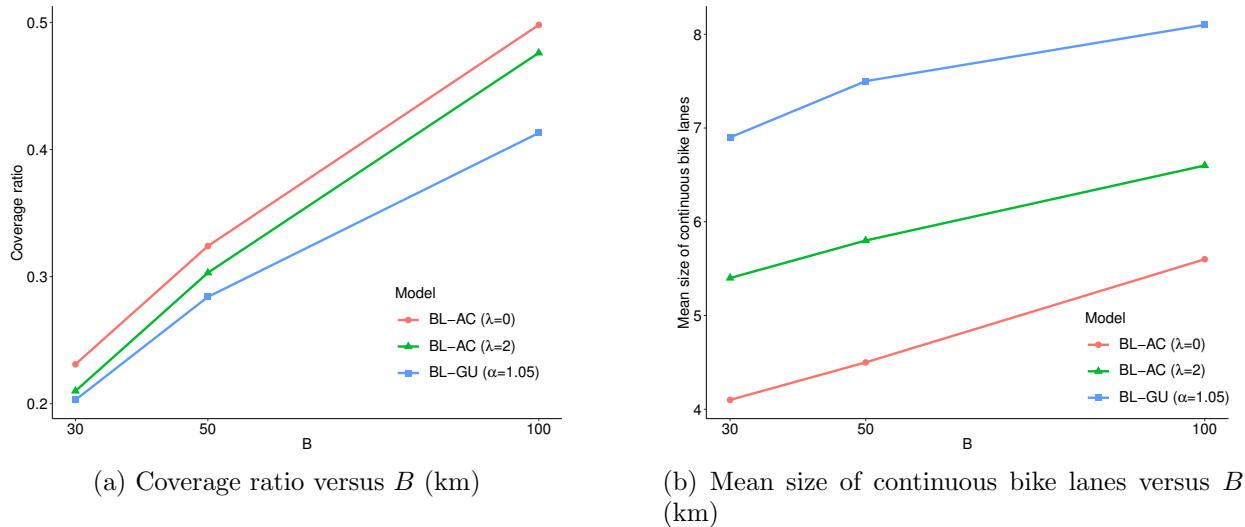 0.5
0.4
0.3
0.2
Coverage ratio
30
50
100
B
Model
BL−AC (λ=0)
BL−AC (λ=2)
BL−GU (α=1.05)
(a) Coverage ratio versus B (km)
8
7
6
5
4
Mean size of continuous bike lanes
30
50
100
B
Model
BL−AC (λ=0)
BL−AC (λ=2)
BL−GU (α=1.05)
(b) Mean size of continuous bike lanes versus B
(km)